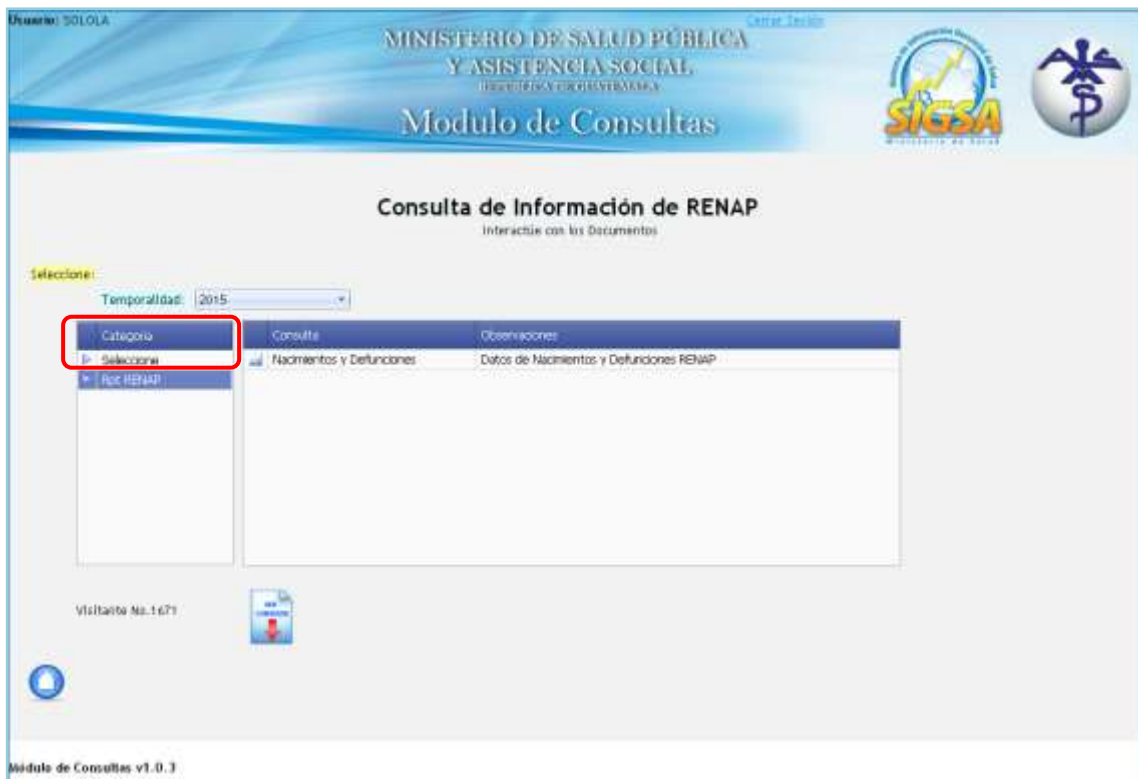 Usuario: SOLOLA
Cerrar Sesión
MINISTERIO DE SALUD PÚBLICA
Y ASISTENCIA SOCIAL
Modulo de Consultas
SIGSA
Consulta de Información de RENAP
Interactúe con los Documentos
Seleccione:
Temporalidad: 2015
Categoría Consulta Observaciones
Seleccione Nacimientos y Defunciones Datos de Nacimientos y Defunciones RENAP
Rpt RENAP
Visitante No.1671
Módulo de Consultas v1.0.3